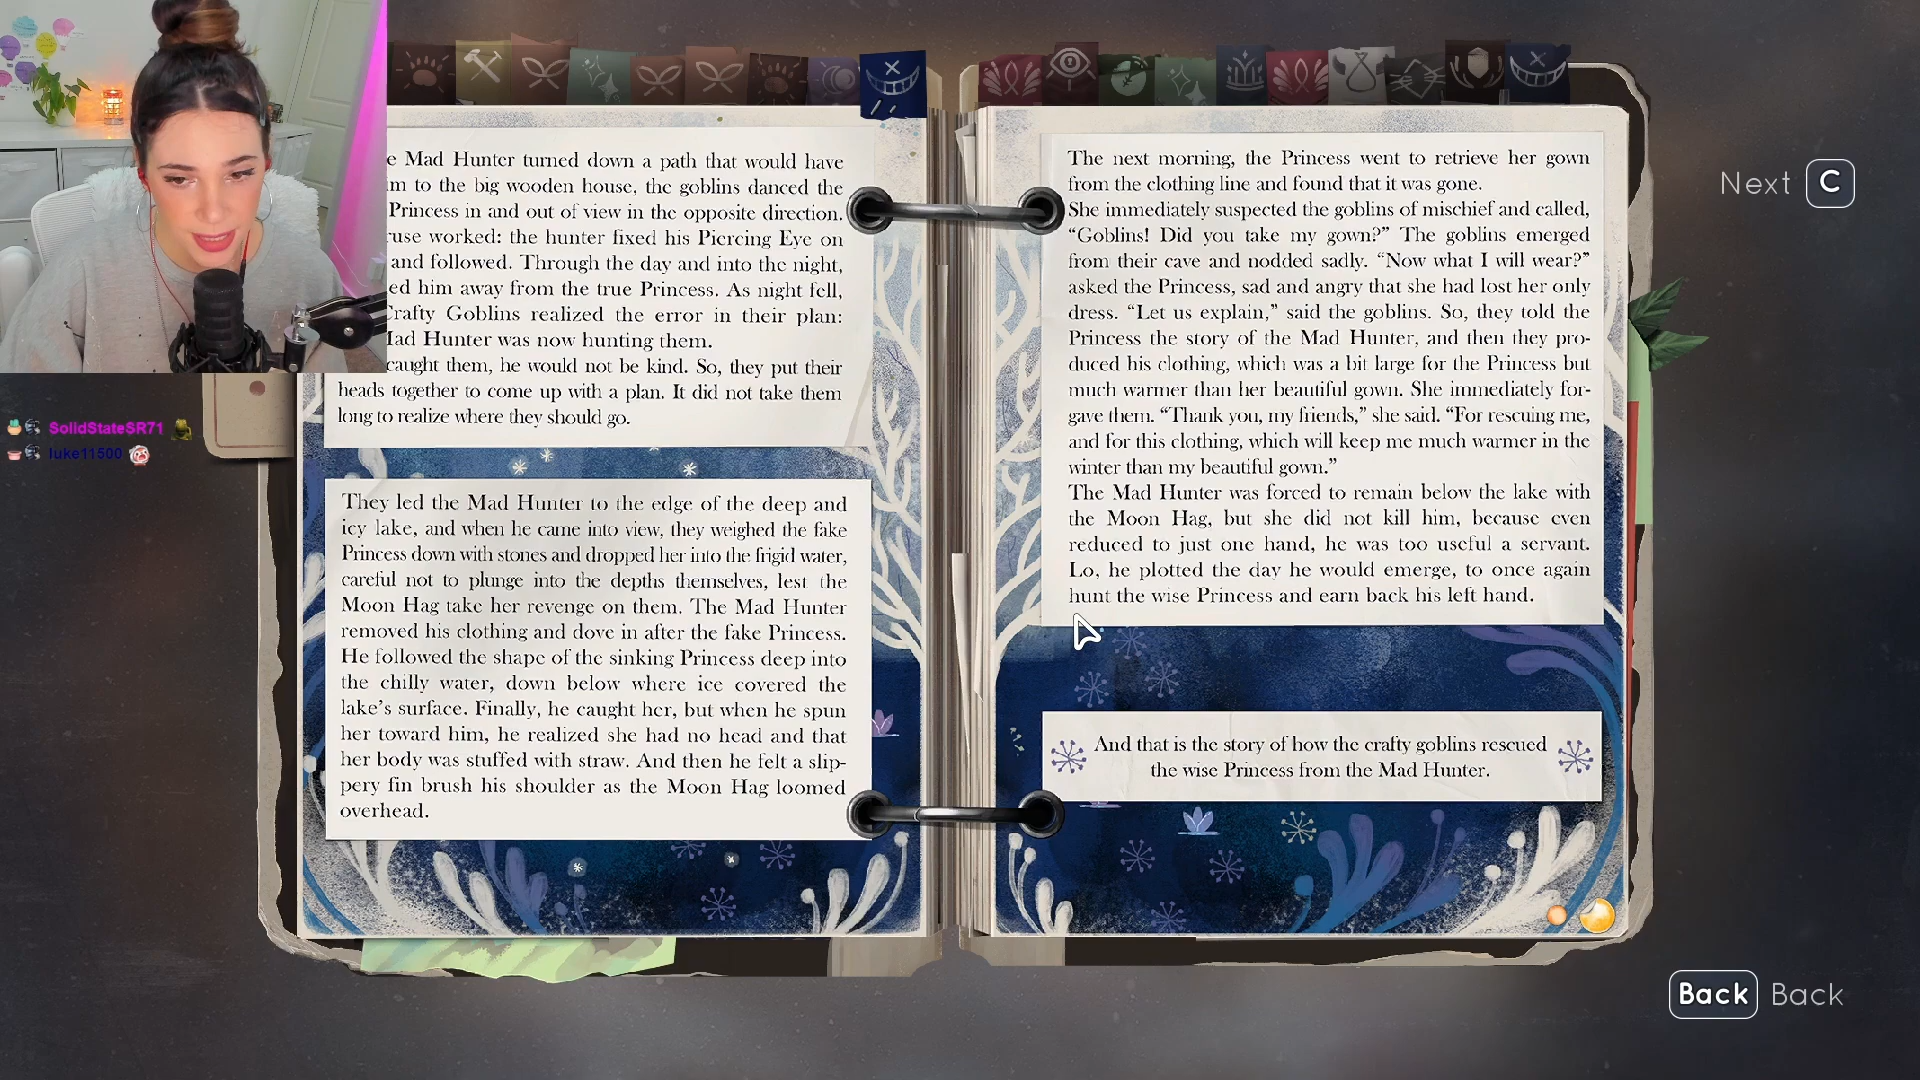 e Mad Hunter turned down a path that would have
m to the big wooden house, the goblins danced the
Princess in and out of view in the opposite direction.
ruse worked: the hunter fixed his Piercing Eye on
and followed. Through the day and into the night,
ed him away from the true Princess. As night fell,
Crafty Goblins realized the error in their plan:
Mad Hunter was now hunting them.
caught them, he would not be kind. So, they put their
heads together to come up with a plan. It did not take them
long to realize where they should go.
They led the Mad Hunter to the edge of the deep and
icy lake, and when he came into view, they weighed the fake
Princess down with stones and dropped her into the frigid water,
careful not to plunge into the depths themselves, lest the
Moon Hag take her revenge on them. The Mad Hunter
removed his clothing and dove in after the fake Princess.
He followed the shape of the sinking Princess deep into
the chilly water, down below where ice covered the
lake's surface. Finally, he caught her, but when he spun
her toward him, he realized she had no head and that
her body was stuffed with straw. And then he felt a slip-
pery fin brush his shoulder as the Moon Hag loomed
overhead.
The next morning, the Princess went to retrieve her gown
from the clothing line and found that it was gone.
She immediately suspected the goblins of mischief and called,
“Goblins! Did you take my gown?” The goblins emerged
from their cave and nodded sadly. “Now what I will wear?”
asked the Princess, sad and angry that she had lost her only
dress. “Let us explain,” said the goblins. So, they told the
Princess the story of the Mad Hunter, and then they pro-
duced his clothing, which was a bit large for the Princess but
much warmer than her beautiful gown. She immediately for-
gave them. “Thank you, my friends,” she said. “For rescuing me,
and for this clothing, which will keep me much warmer in the
winter than my beautiful gown.”
The Mad Hunter was forced to remain below the lake with
the Moon Hag, but she did not kill him, because even
reduced to just one hand, he was too useful a servant.
Lo, he plotted the day he would emerge, to once again
hunt the wise Princess and earn back his left hand.
And that is the story of how the crafty goblins rescued
the wise Princess from the Mad Hunter.
Next C
Back Back
SolidStateSR71
luke11500